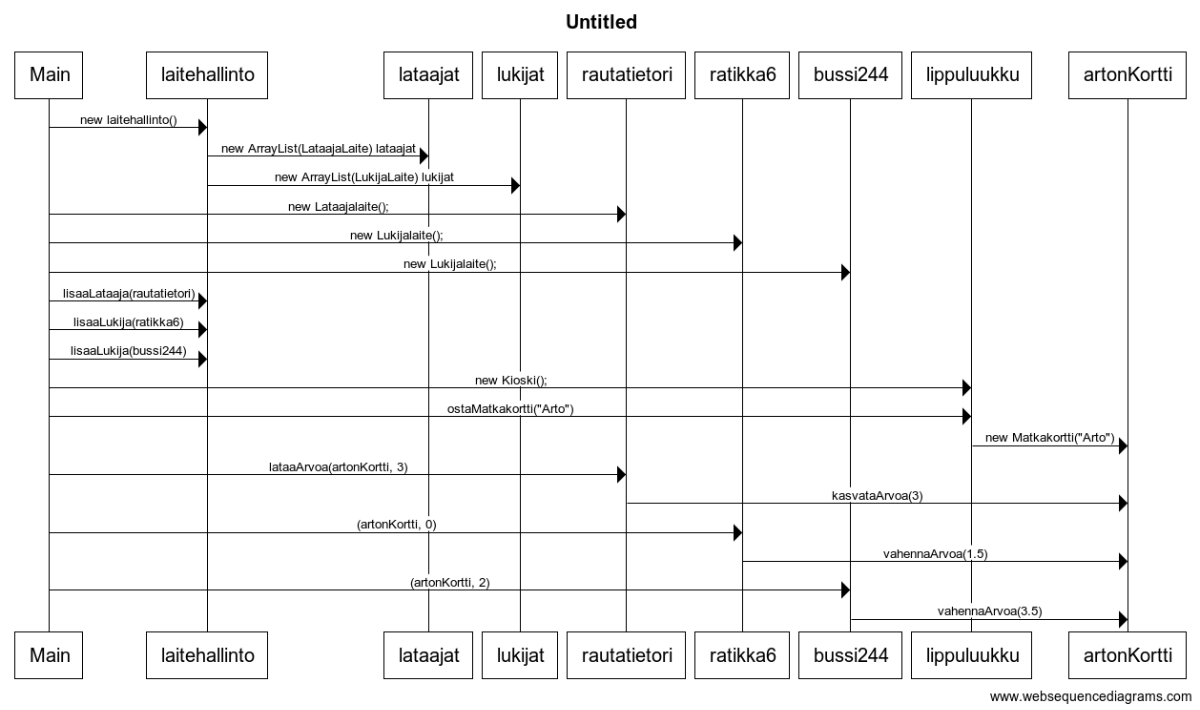 Untitled
Main laitehallinto lataajat lukijat rautatietori ratikka6 bussi244 lippuluukku artonKortti
new laitehallinto()
new ArrayList(LataajaLaite) lataajat
new ArrayList(LukijaLaite) lukijat
new Lataajalaite();
new Lukijalaite();
new Lukijalaite();
lisaaLataaja(rautatietori)
lisaaLukija(ratikka6)
lisaaLukija(bussi244)
new Kioski();
ostaMatkakortti("Arto")
new Matkakortti("Arto")
lataaArvoa(artonKortti, 3)
kasvataArvoa(3)
(artonKortti, 0)
vahennaArvoa(1.5)
(artonKortti, 2)
vahennaArvoa(3.5)
Main laitehallinto lataajat lukijat rautatietori ratikka6 bussi244 lippuluukku artonKortti
www.websequencediagrams.com